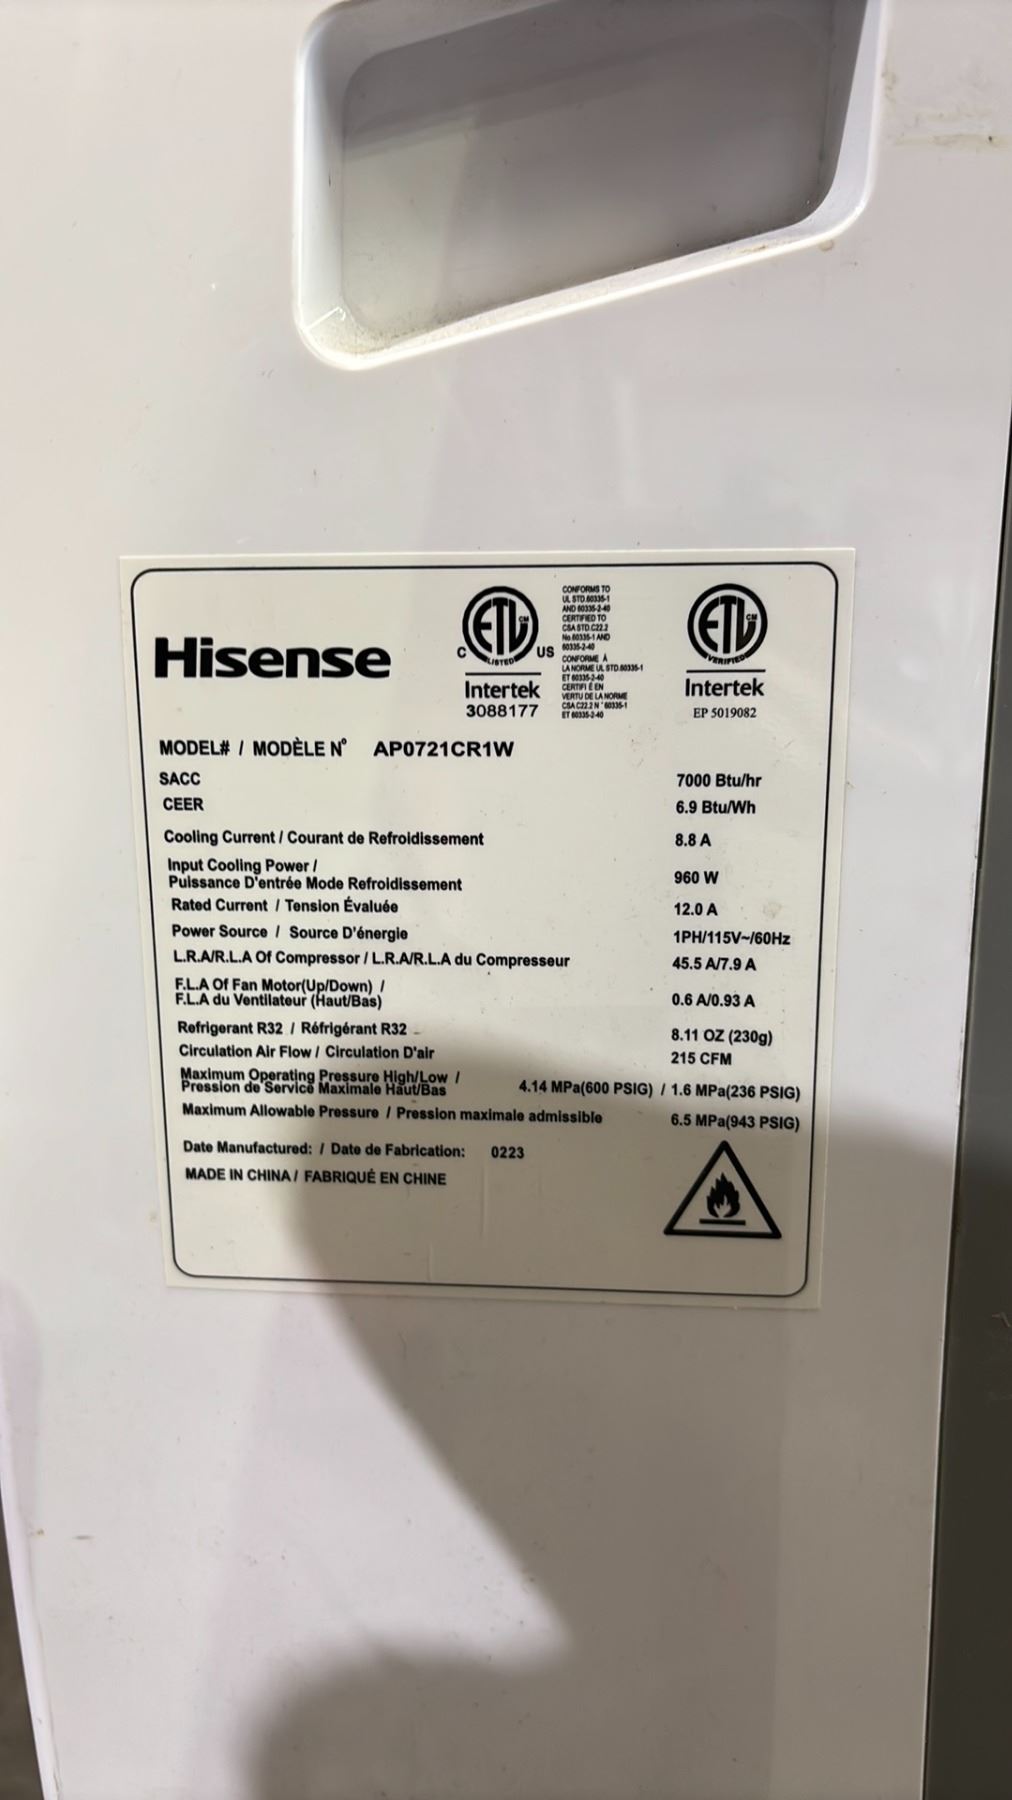 Hisense
ETL CM
LISTED
C US
Intertek
3088177
CONFORMS TO
UL STD.60335-1
AND 60335-2-40
CERTIFIED TO
CSA STD.C22.2
No.60335-1 AND
60335-2-40
CONFORME À
LA NORME UL STD.60335-1
ET 60335-2-40
CERTIFI É EN
VERTU DE LA NORME
CSA C22.2 N °60335-1
ET 60335-2-40
ETL CM
VERIFIED
Intertek
EP 5019082
MODEL# / MODÈLE N° AP0721CR1W
SACC 7000 Btu/hr
CEER 6.9 Btu/Wh
Cooling Current / Courant de Refroidissement 8.8 A
Input Cooling Power /
Puissance D'entrée Mode Refroidissement 960 W
Rated Current / Tension Évaluée 12.0 A
Power Source / Source D'énergie 1PH/115V~/60Hz
L.R.A/R.L.A Of Compressor / L.R.A/R.L.A du Compresseur 45.5 A/7.9 A
F.L.A Of Fan Motor(Up/Down) /
F.L.A du Ventilateur (Haut/Bas) 0.6 A/0.93 A
Refrigerant R32 / Réfrigérant R32 8.11 OZ (230g)
Circulation Air Flow / Circulation D'air 215 CFM
Maximum Operating Pressure High/Low /
Pression de Service Maximale Haut/Bas 4.14 MPa(600 PSIG) / 1.6 MPa(236 PSIG)
Maximum Allowable Pressure / Pression maximale admissible 6.5 MPa(943 PSIG)
Date Manufactured: / Date de Fabrication: 0223
MADE IN CHINA / FABRIQUÉ EN CHINE